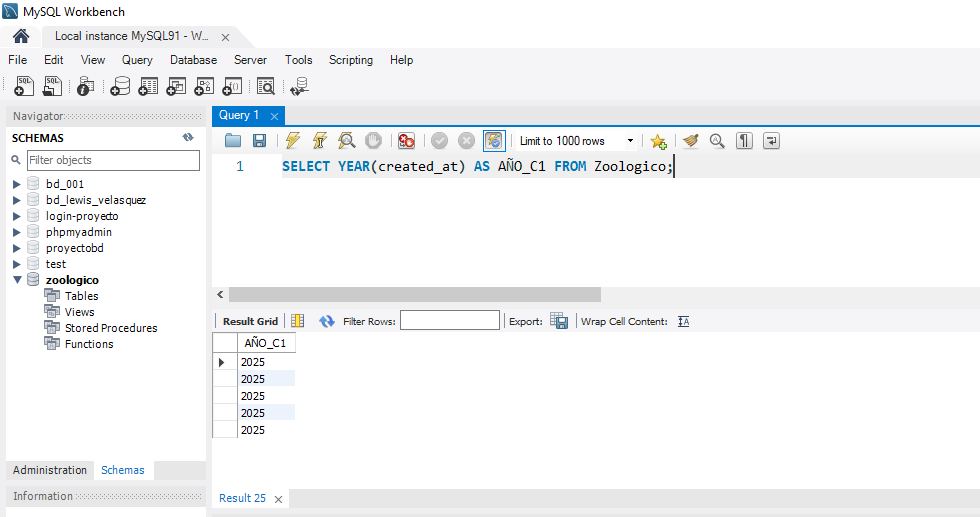 MySQL Workbench
Local instance MySQL91 - W...
File Edit View Query Database Server Tools Scripting Help
Navigator
SCHEMAS
Filter objects
bd_001
bd_lewis_velasquez
login-proyecto
phpmyadmin
proyectobd
test
zoologico
Tables
Views
Stored Procedures
Functions
Administration Schemas
Information
Query 1
Limit to 1000 rows
1 SELECT YEAR(created_at) AS AÑO_C1 FROM Zoologico;
Result Grid Filter Rows: Export: Wrap Cell Content:
AÑO_C1
2025
2025
2025
2025
2025
Result 25